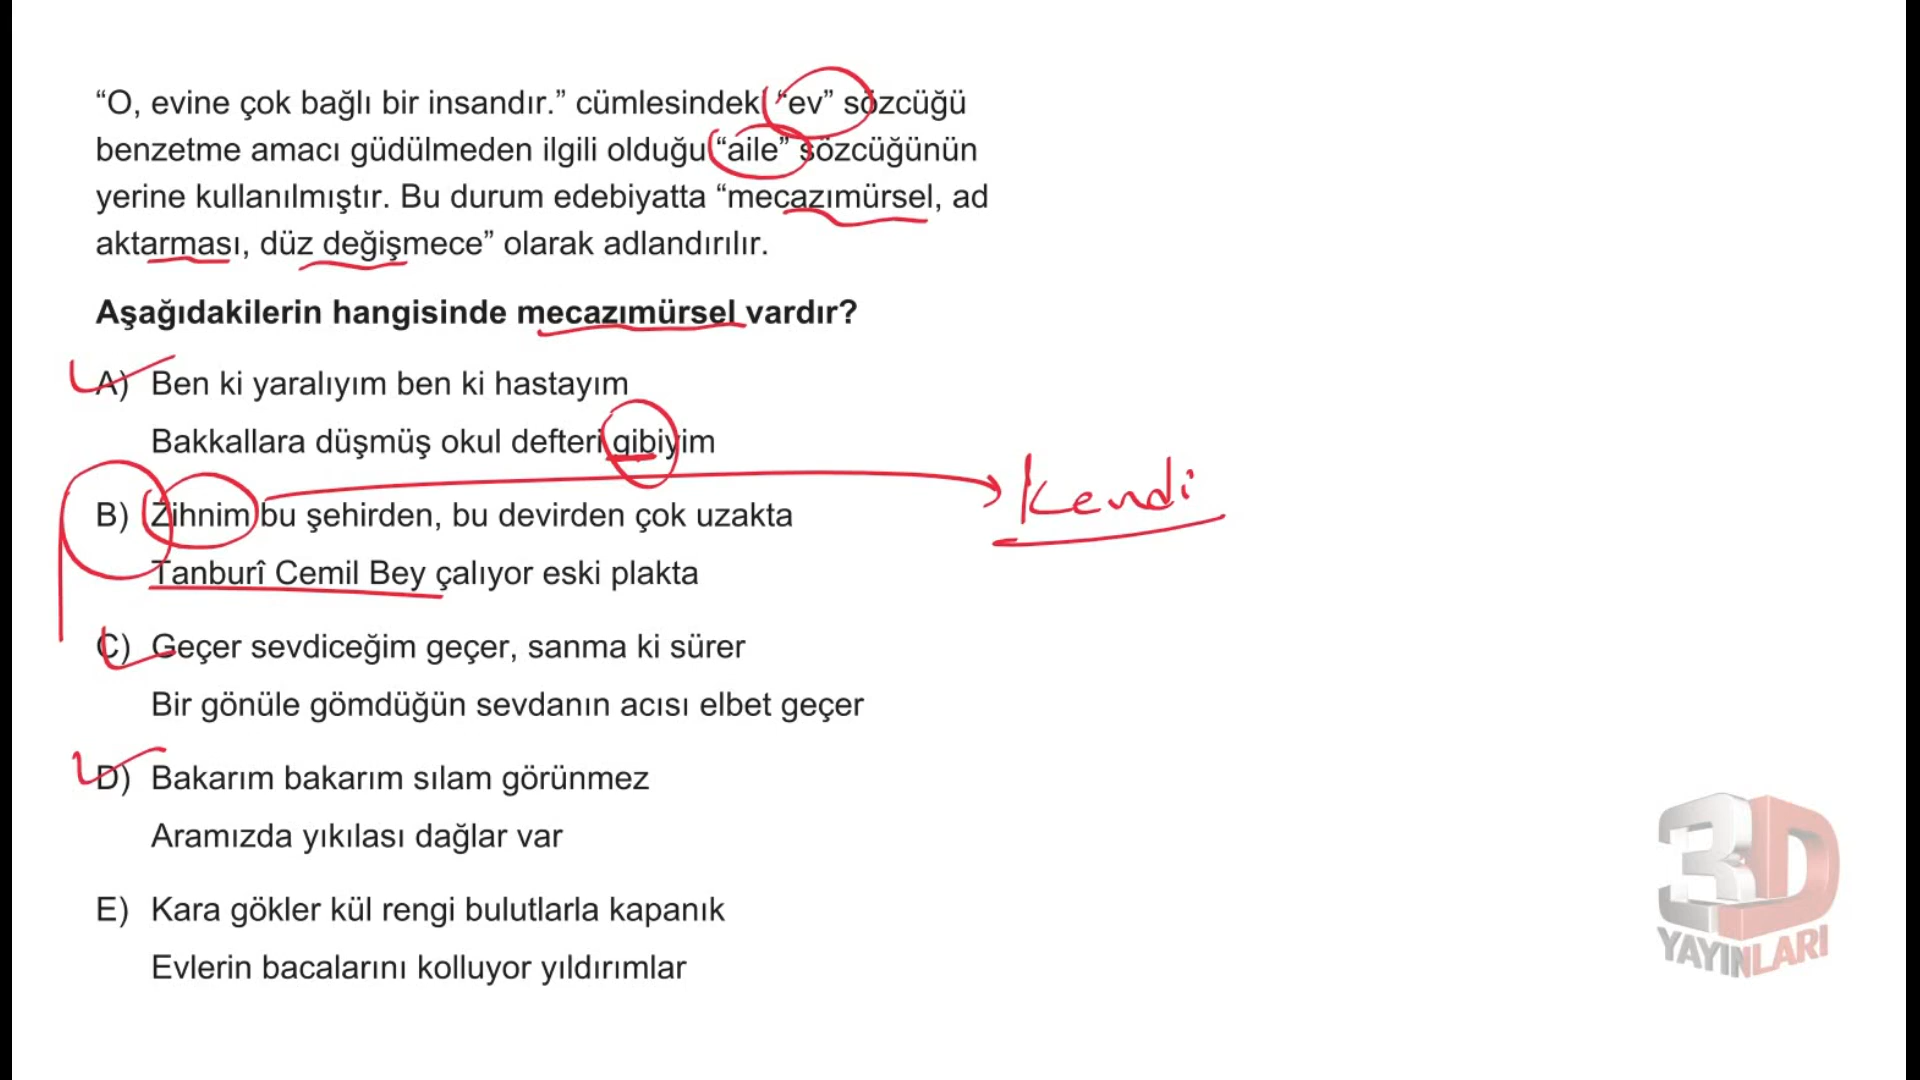 “O, evine çok bağlı bir insandır.” cümlesindeki “ev” sözcüğü
benzetme amacı güdülmeden ilgili olduğu “aile” sözcüğünün
yerine kullanılmıştır. Bu durum edebiyatta “mecazımürsel, ad
aktarması, düz değişmece” olarak adlandırılır.
Aşağıdakilerin hangisinde mecazımürsel vardır?
A) Ben ki yaralıyım ben ki hastayım
Bakkallara düşmüş okul defteri gibiyim
B) Zihnim bu şehirden, bu devirden çok uzakta
Kendi
Tanburî Cemil Bey çalıyor eski plakta
C) Geçer sevdiceğim geçer, sanma ki sürer
Bir gönüle gömdüğün sevdanın acısı elbet geçer
D) Bakarım bakarım sılam görünmez
Aramızda yıkılası dağlar var
E) Kara gökler kül rengi bulutlarla kapanık
Evlerin bacalarını kolluyor yıldırımlar
3D
YAYINLARI